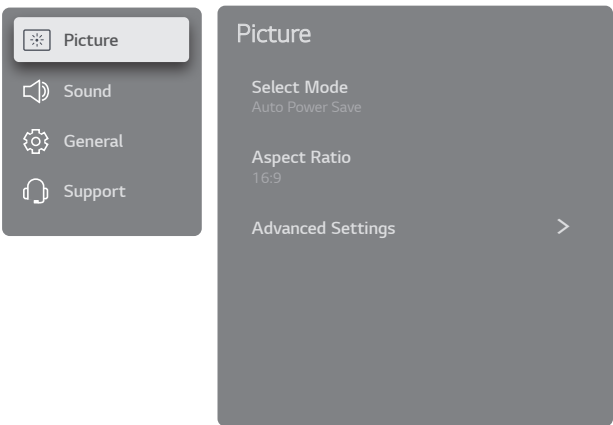 Picture
Sound
General
Support
Picture
Select Mode
Auto Power Save
Aspect Ratio
16:9
Advanced Settings